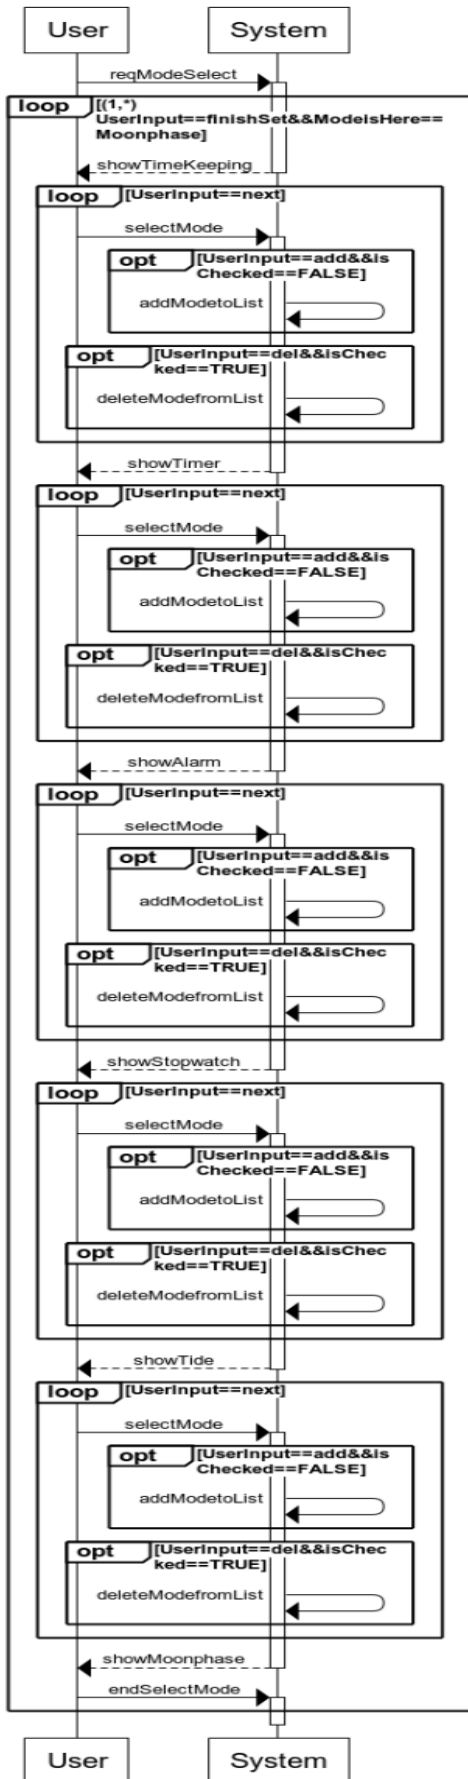 User System
reqModeSelect
loop [(1,*)
UserInput==finishSet&&ModeisHere==
Moonphase]
showTimeKeeping
loop [UserInput==next]
selectMode
opt [UserInput==add&&is
Checked==FALSE]
addModetoList
opt [UserInput==del&&isChec
ked==TRUE]
deleteModefromList
showTimer
loop [UserInput==next]
selectMode
opt [UserInput==add&&is
Checked==FALSE]
addModetoList
opt [UserInput==del&&isChec
ked==TRUE]
deleteModefromList
showAlarm
loop [UserInput==next]
selectMode
opt [UserInput==add&&is
Checked==FALSE]
addModetoList
opt [UserInput==del&&isChec
ked==TRUE]
deleteModefromList
showStopwatch
loop [UserInput==next]
selectMode
opt [UserInput==add&&is
Checked==FALSE]
addModetoList
opt [UserInput==del&&isChec
ked==TRUE]
deleteModefromList
showTide
loop [UserInput==next]
selectMode
opt [UserInput==add&&is
Checked==FALSE]
addModetoList
opt [UserInput==del&&isChec
ked==TRUE]
deleteModefromList
showMoonphase
endSelectMode
User System